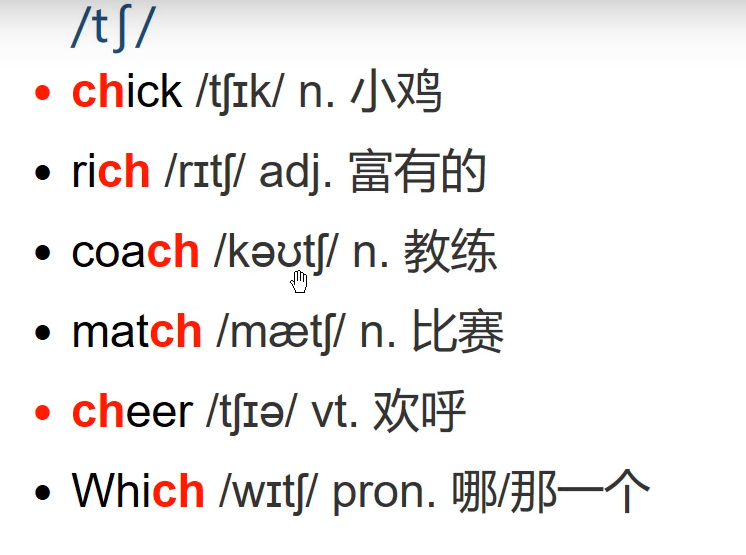 /tʃ/
• chick /tʃɪk/ n. 小鸡
• rich /rɪtʃ/ adj. 富有的
• coach /kəʊtʃ/ n. 教练
• match /mætʃ/ n. 比赛
• cheer /tʃɪə/ vt. 欢呼
• Which /wɪtʃ/ pron. 哪/那一个